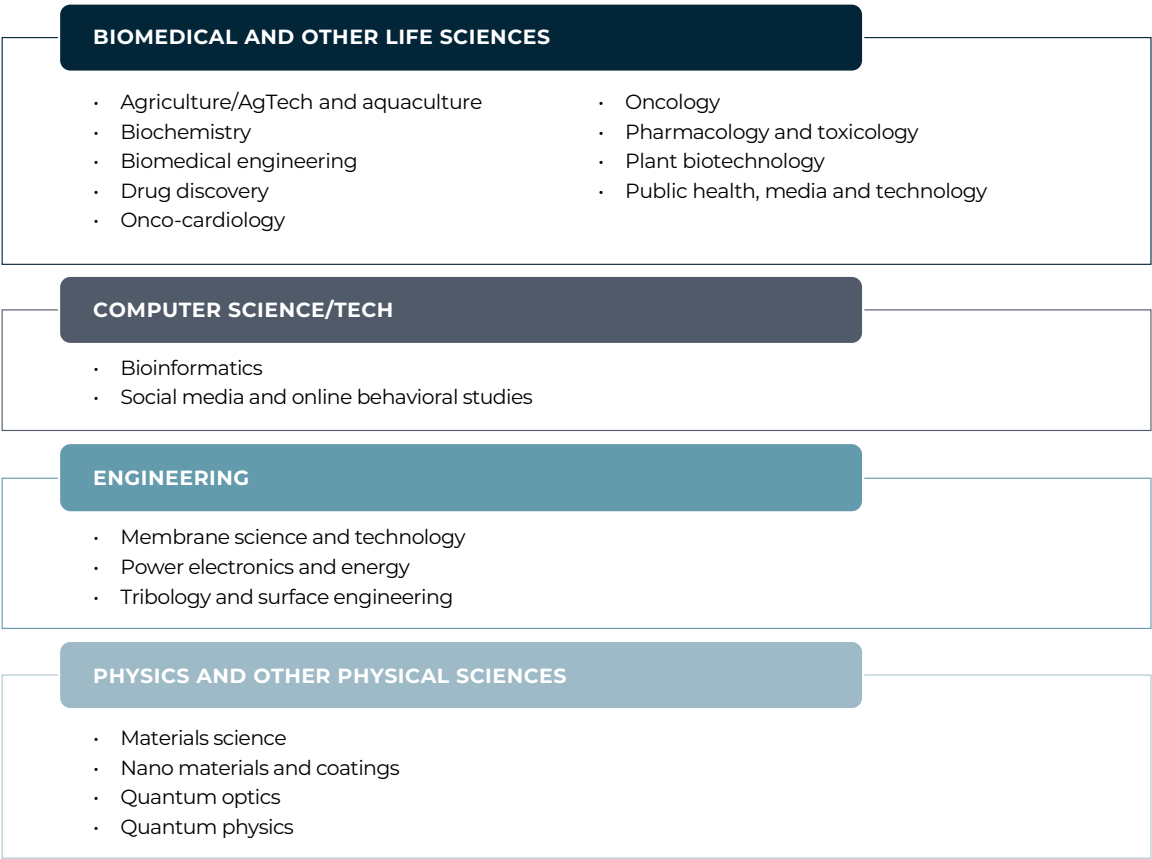 BIOMEDICAL AND OTHER LIFE SCIENCES
· Agriculture/AgTech and aquaculture
· Biochemistry
· Biomedical engineering
· Drug discovery
· Onco-cardiology
· Oncology
· Pharmacology and toxicology
· Plant biotechnology
· Public health, media and technology
COMPUTER SCIENCE/TECH
· Bioinformatics
· Social media and online behavioral studies
ENGINEERING
· Membrane science and technology
· Power electronics and energy
· Tribology and surface engineering
PHYSICS AND OTHER PHYSICAL SCIENCES
· Materials science
· Nano materials and coatings
· Quantum optics
· Quantum physics